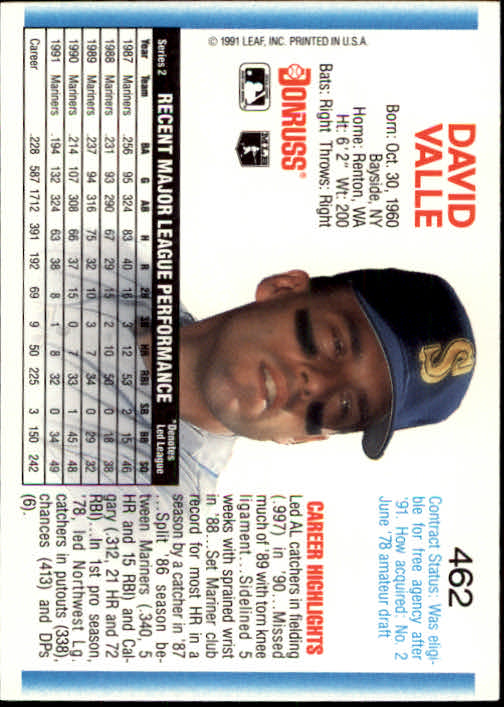 DAVID
VALLE
Born: Oct. 30, 1960
Bayside, NY
Home: Renton, WA
Ht: 6' 2" Wt: 200
Bats: Right Throws: Right
DONRUSS®
MLBPA
© 1991 LEAF, INC. PRINTED IN U.S.A.
462
Contract Status: Was eligi-
ble for free agency after
'91. How acquired: No. 2
June '78 amateur draft
S
CAREER HIGHLIGHTS
Led AL catchers in fielding
(.997) in '90...Missed
much of '89 with torn knee
ligament...Sidelined 5
weeks with sprained wrist
in '88...Set Mariner club
record for most HR in a
season by a catcher in '87
...Split '86 season be-
tween Mariners (.340, 5
HR and 15 RBI) and Cal-
gary (.312, 21 HR and 72
RBI)...In 1st pro season,
'78, led Northwest Lg.
catchers in putouts (338),
chances (413) and DPs
(6).
Series 2 RECENT MAJOR LEAGUE PERFORMANCE *Denotes Led League
Year Team BA G AB H R 2B 3B HR RBI SB BB SO
1987 Mariners .256 95 324 83 40 16 3 12 53 2 15 46
1988 Mariners .231 93 290 67 29 15 2 10 50 0 18 38
1989 Mariners .237 94 316 75 32 10 3 7 34 0 29 32
1990 Mariners .214 107 308 66 37 15 0 7 33 1 45 48
1991 Mariners .194 132 324 63 38 8 1 8 32 0 34 49
Career .228 587 1712 391 192 69 9 50 225 3 150 242